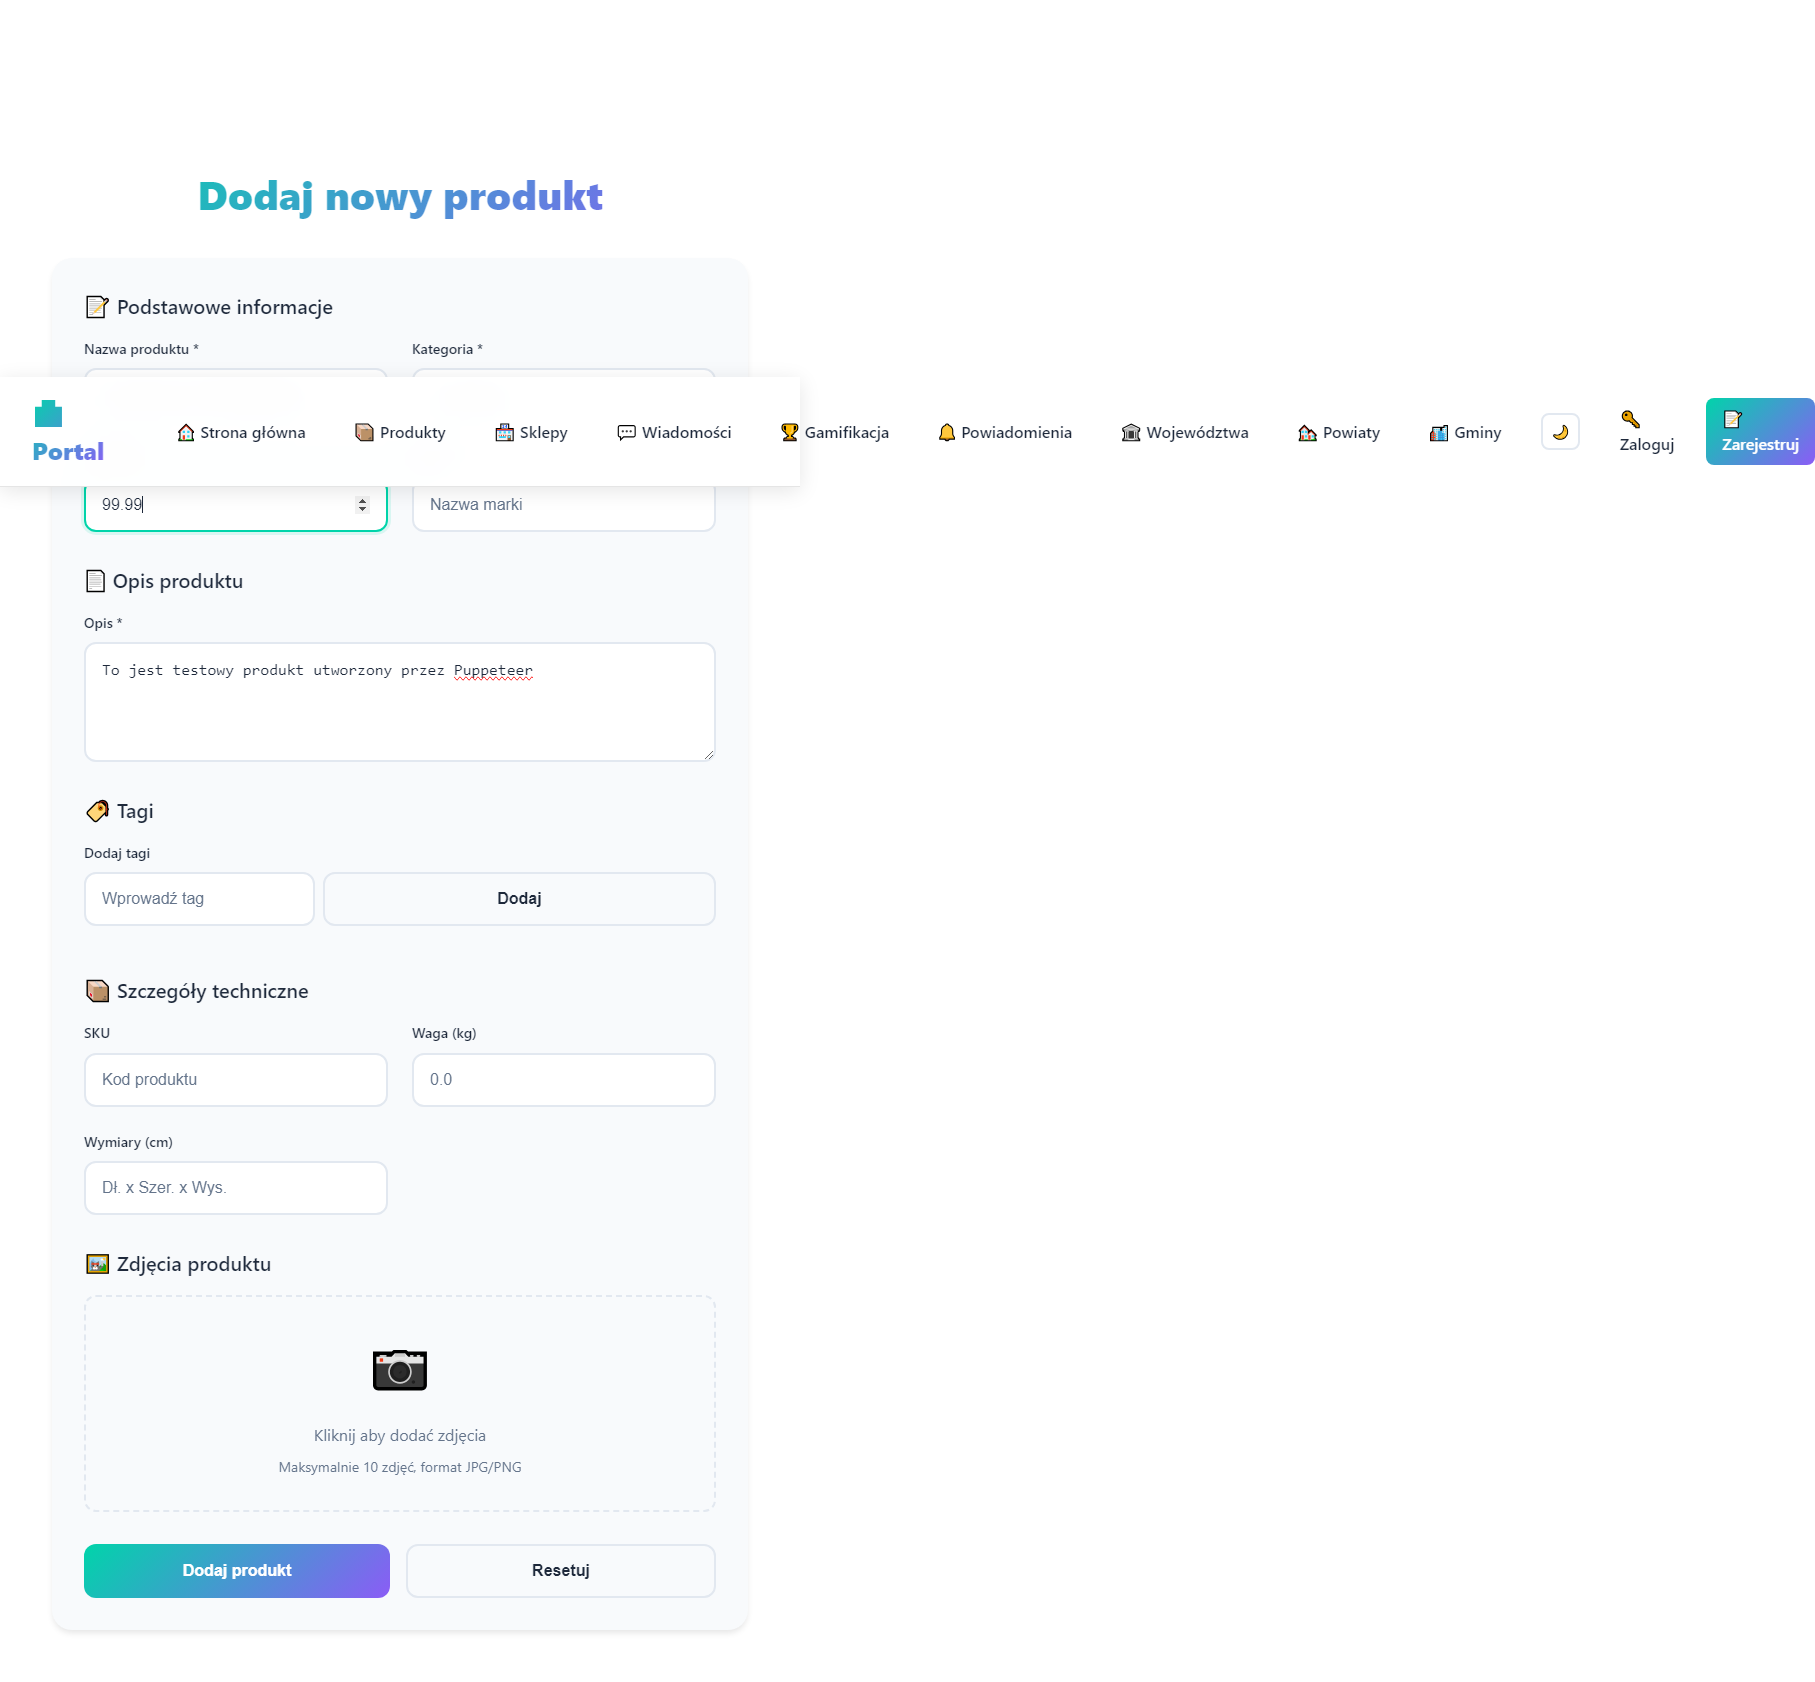 Dodaj nowy produkt
Podstawowe informacje
Nazwa produktu *
Kategoria *
Portal
Strona główna
Produkty
Sklepy
Wiadomości
Gamifikacja
Powiadomienia
Województwa
Powiaty
Gminy
Zaloguj
Zarejestruj
99.99
Nazwa marki
Opis produktu
Opis *
To jest testowy produkt utworzony przez Puppeteer
Tagi
Dodaj tagi
Wprowadź tag
Dodaj
Szczegóły techniczne
SKU
Waga (kg)
Kod produktu
0.0
Wymiary (cm)
Dł. x Szer. x Wys.
Zdjęcia produktu
Kliknij aby dodać zdjęcia
Maksymalnie 10 zdjęć, format JPG/PNG
Dodaj produkt
Resetuj